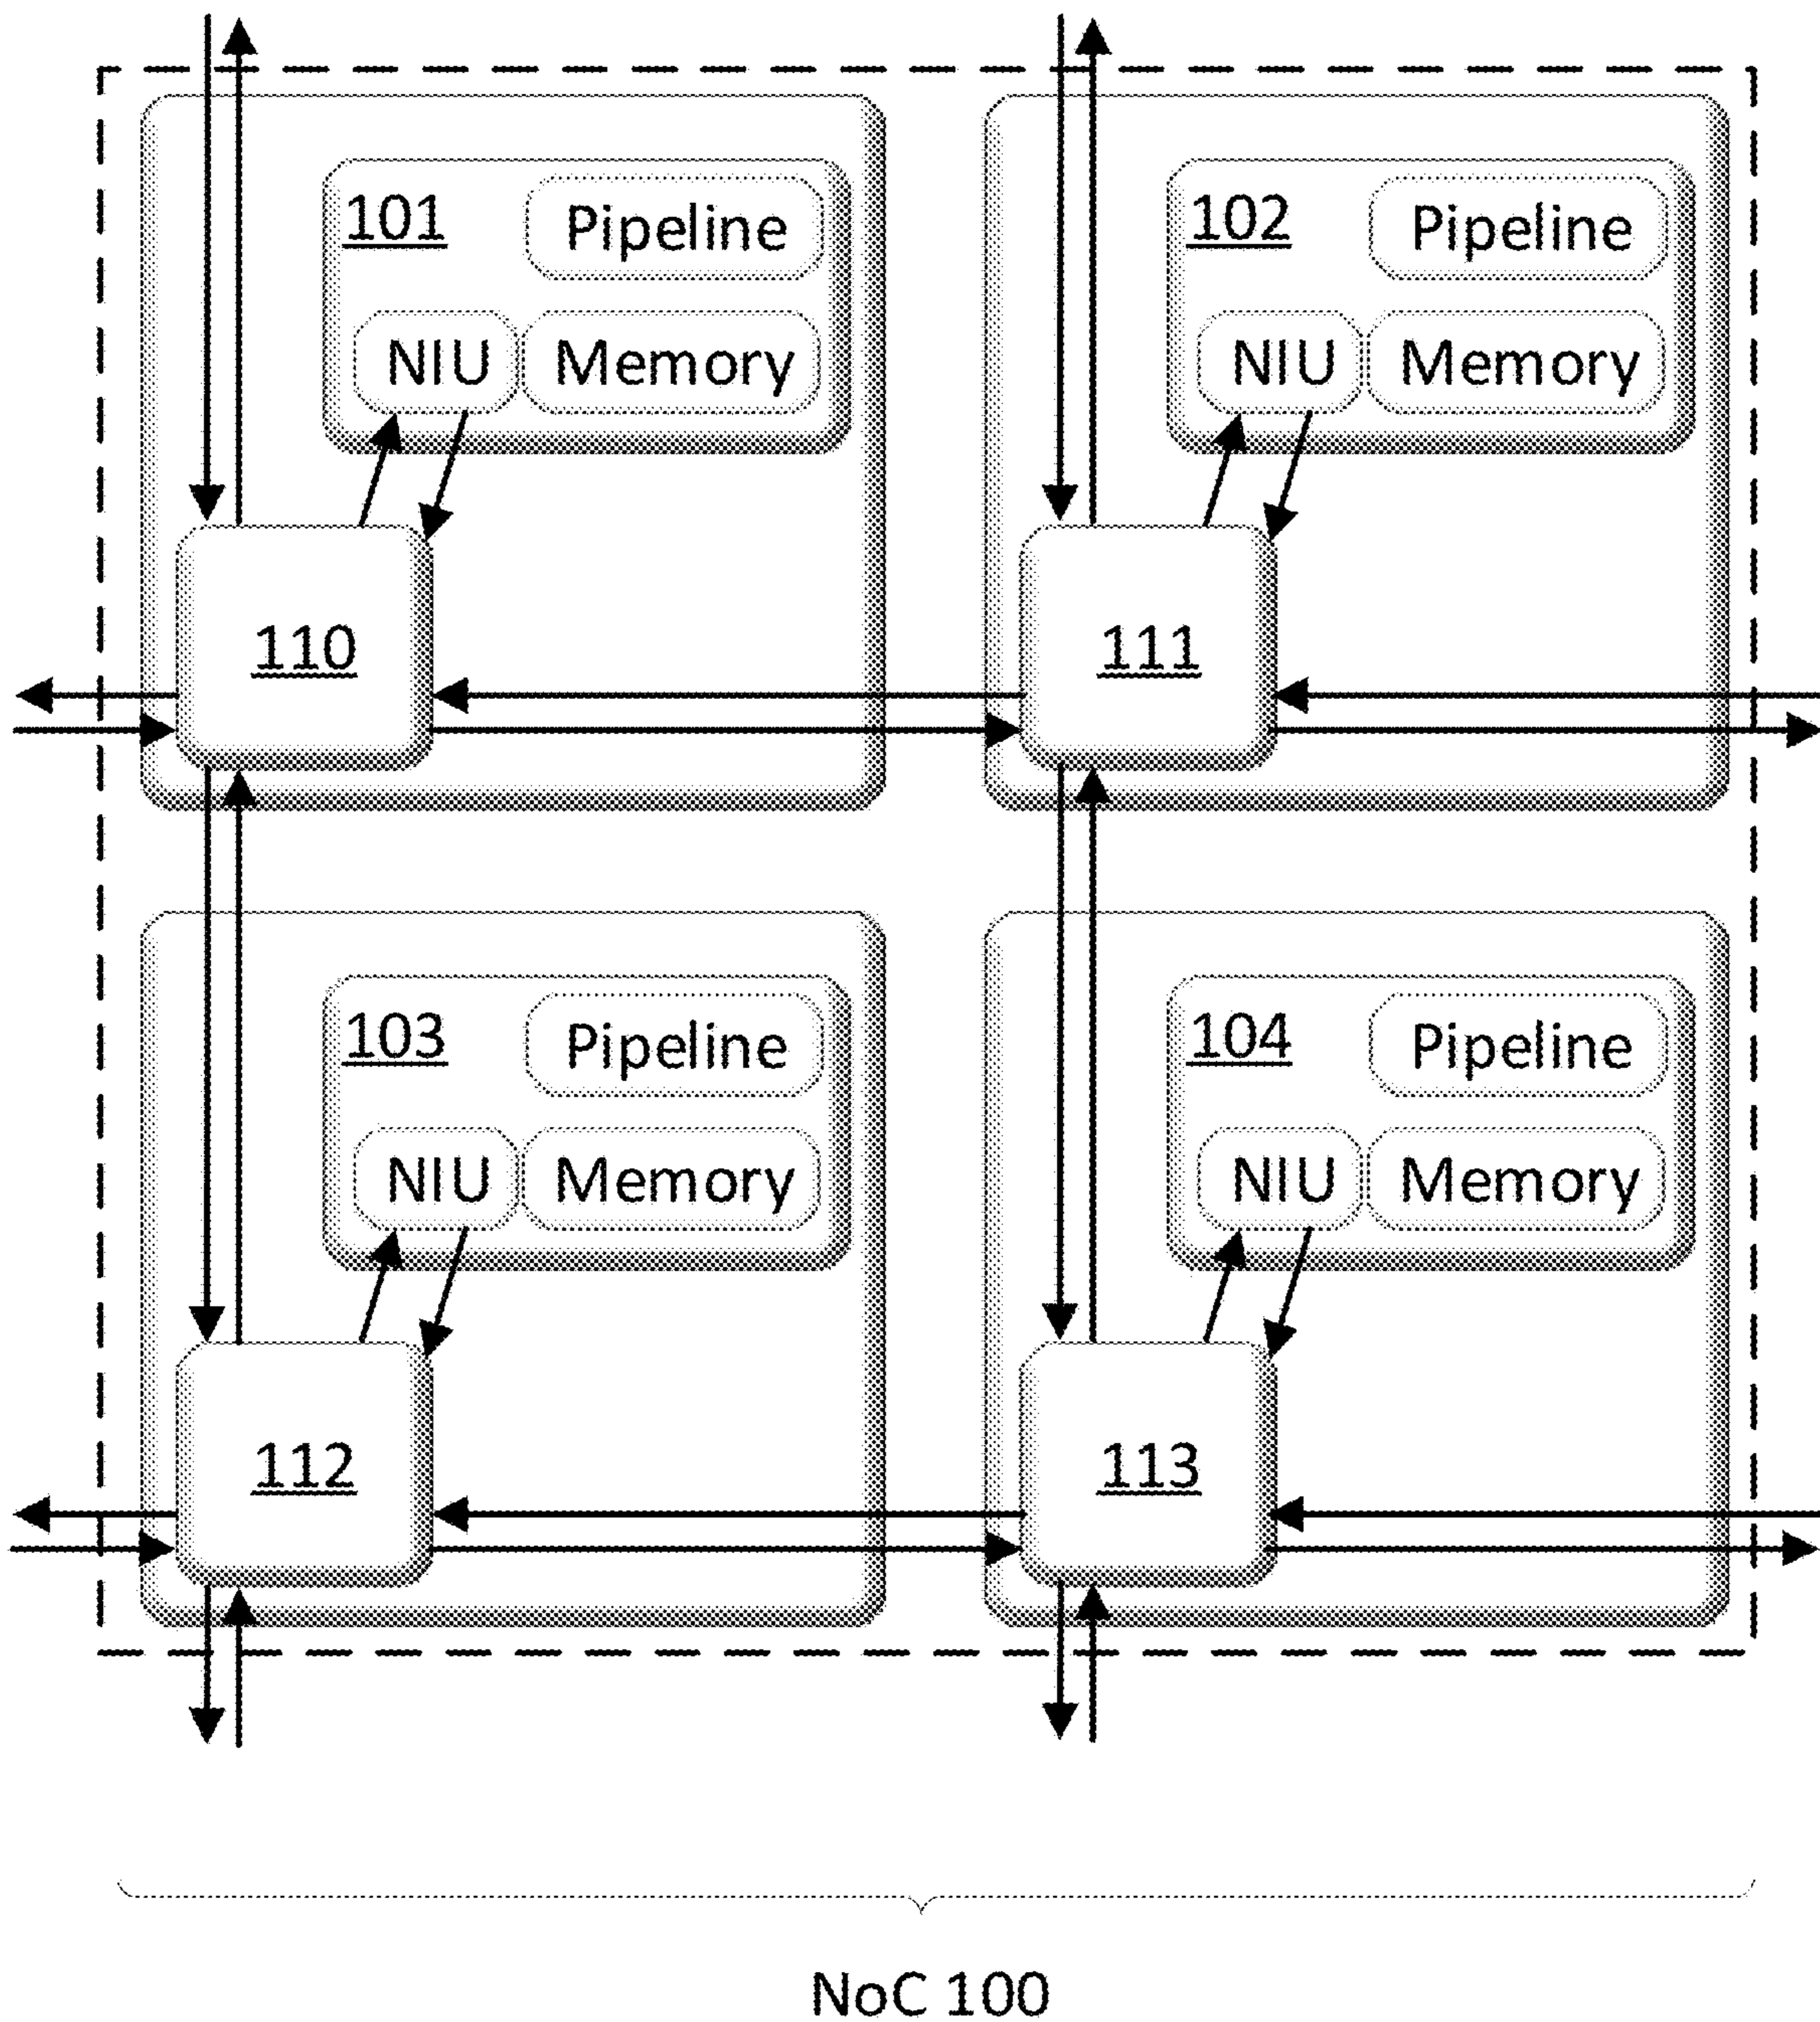 101 Pipeline
NIU Memory
102 Pipeline
NIU Memory
110
111
103 Pipeline
NIU Memory
104 Pipeline
NIU Memory
112
113
NoC 100